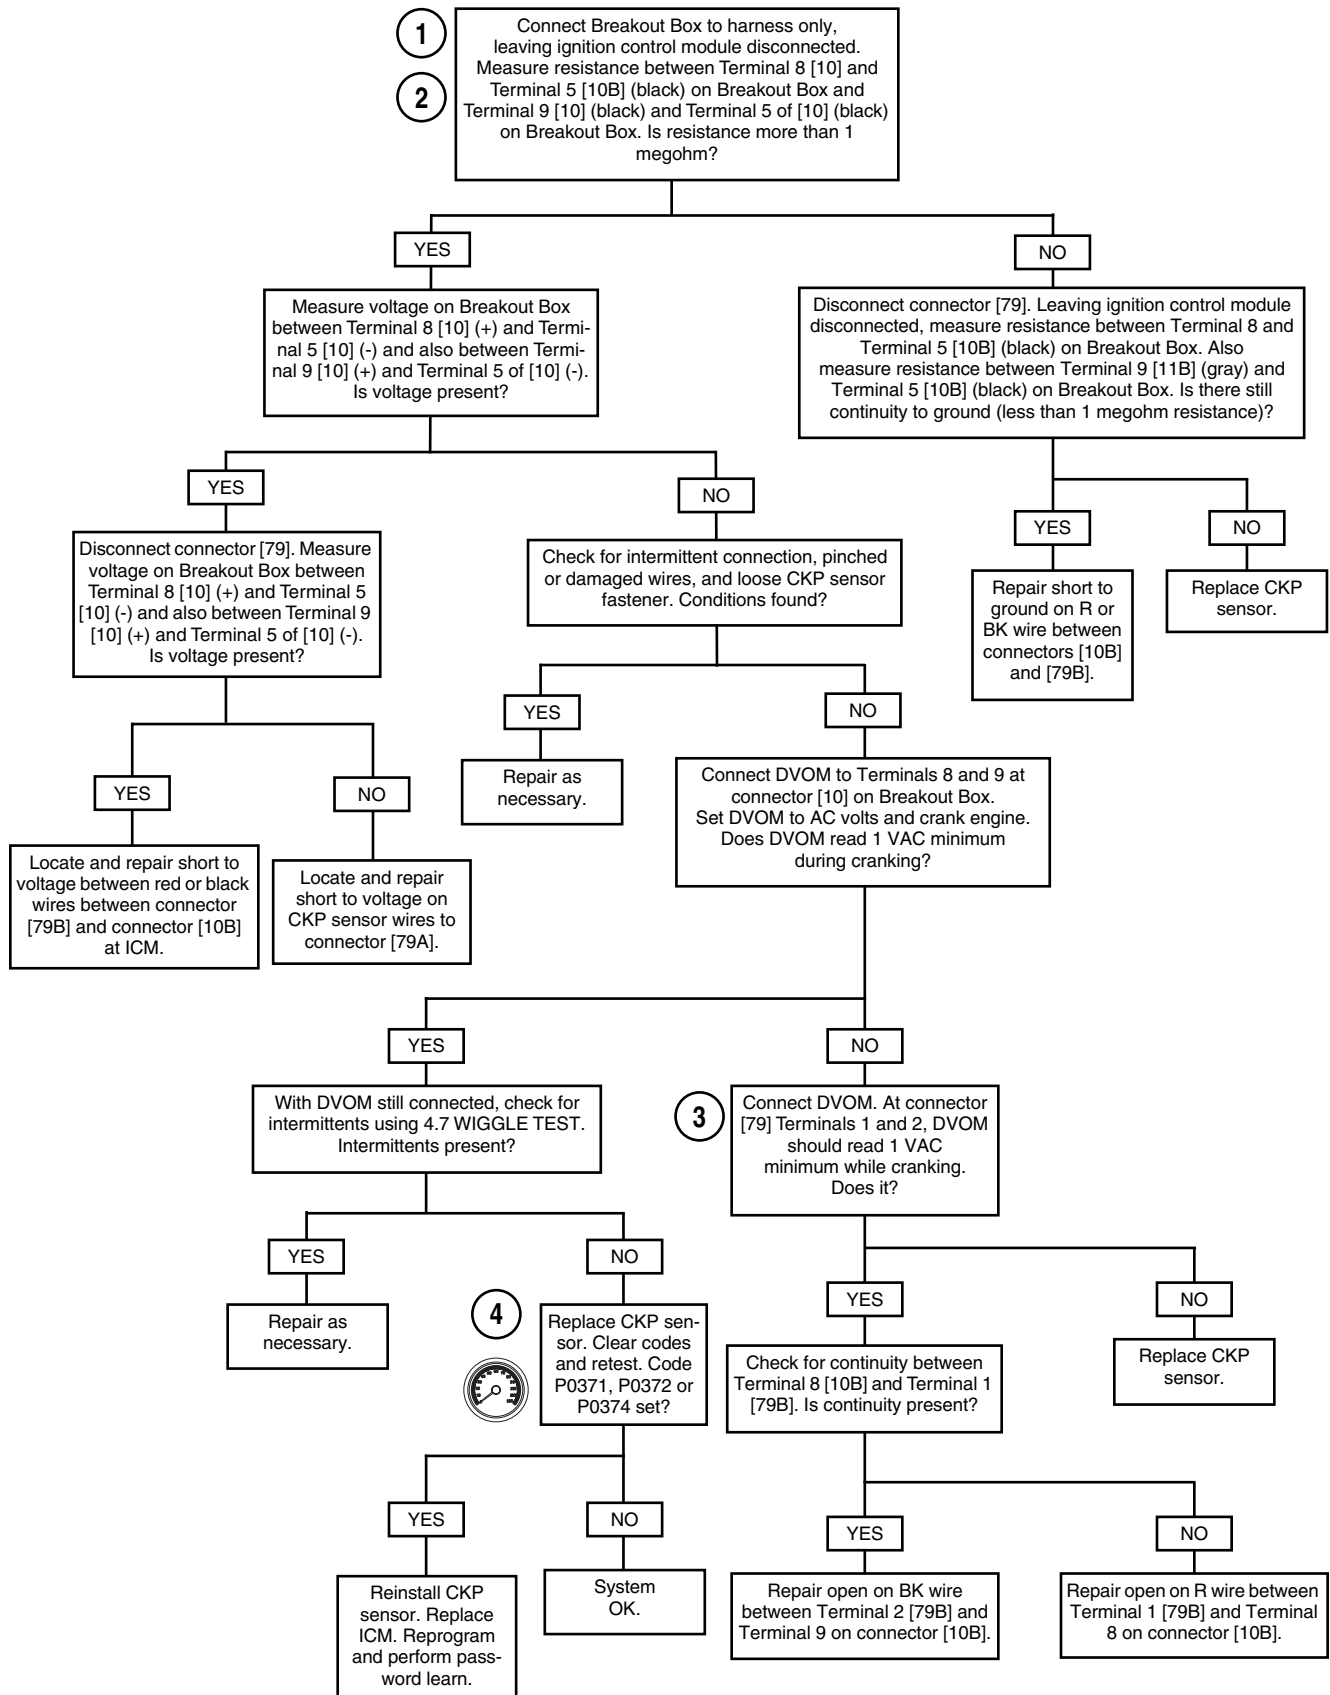 1
2
Connect Breakout Box to harness only,
leaving ignition control module disconnected.
Measure resistance between Terminal 8 [10] and
Terminal 5 [10B] (black) on Breakout Box and
Terminal 9 [10] (black) and Terminal 5 of [10] (black)
on Breakout Box. Is resistance more than 1
megohm?
YES
NO
Measure voltage on Breakout Box
between Terminal 8 [10] (+) and Termi-
nal 5 [10] (-) and also between Termi-
nal 9 [10] (+) and Terminal 5 of [10] (-).
Is voltage present?
Disconnect connector [79]. Leaving ignition control module
disconnected, measure resistance between Terminal 8 and
Terminal 5 [10B] (black) on Breakout Box. Also
measure resistance between Terminal 9 [11B] (gray) and
Terminal 5 [10B] (black) on Breakout Box. Is there still
continuity to ground (less than 1 megohm resistance)?
YES
NO
YES
NO
Disconnect connector [79]. Measure
voltage on Breakout Box between
Terminal 8 [10] (+) and Terminal 5
[10] (-) and also between Terminal 9
[10] (+) and Terminal 5 of [10] (-).
Is voltage present?
Check for intermittent connection, pinched
or damaged wires, and loose CKP sensor
fastener. Conditions found?
Repair short to
ground on R or
BK wire between
connectors [10B]
and [79B].
Replace CKP
sensor.
YES
NO
YES
NO
Locate and repair short to
voltage between red or black
wires between connector
[79B] and connector [10B]
at ICM.
Locate and repair
short to voltage on
CKP sensor wires to
connector [79A].
Repair as
necessary.
Connect DVOM to Terminals 8 and 9 at
connector [10] on Breakout Box.
Set DVOM to AC volts and crank engine.
Does DVOM read 1 VAC minimum
during cranking?
YES
NO
With DVOM still connected, check for
intermittents using 4.7 WIGGLE TEST.
Intermittents present?
3
Connect DVOM. At connector
[79] Terminals 1 and 2, DVOM
should read 1 VAC
minimum while cranking.
Does it?
YES
NO
YES
NO
Repair as
necessary.
4
Replace CKP sen-
sor. Clear codes
and retest. Code
P0371, P0372 or
P0374 set?
Check for continuity between
Terminal 8 [10B] and Terminal 1
[79B]. Is continuity present?
Replace CKP
sensor.
YES
NO
YES
NO
Reinstall CKP
sensor. Replace
ICM. Reprogram
and perform pass-
word learn.
System
OK.
Repair open on BK wire
between Terminal 2 [79B] and
Terminal 9 on connector [10B].
Repair open on R wire between
Terminal 1 [79B] and Terminal
8 on connector [10B].